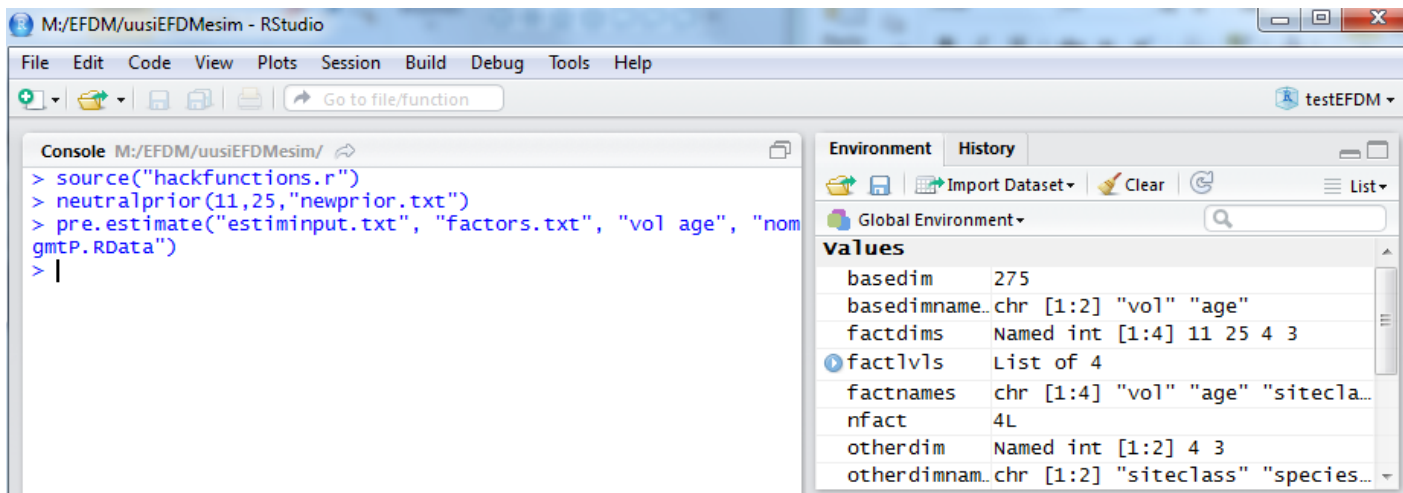 M:/EFDM/uusiEFDMesim - RStudio
File Edit Code View Plots Session Build Debug Tools Help
Go to file/function
testEFDM
Console M:/EFDM/uusiEFDMesim/
> source("hackfunctions.r")
> neutralprior(11,25,"newprior.txt")
> pre.estimate("estiminput.txt", "factors.txt", "vol age", "nom
gmtP.RData")
>
Environment History
Import Dataset Clear List
Global Environment
Values
basedim 275
basedimname… chr [1:2] "vol" "age"
factdims Named int [1:4] 11 25 4 3
factlvls List of 4
factnames chr [1:4] "vol" "age" "sitecla…
nfact 4L
otherdim Named int [1:2] 4 3
otherdimnam… chr [1:2] "siteclass" "species…